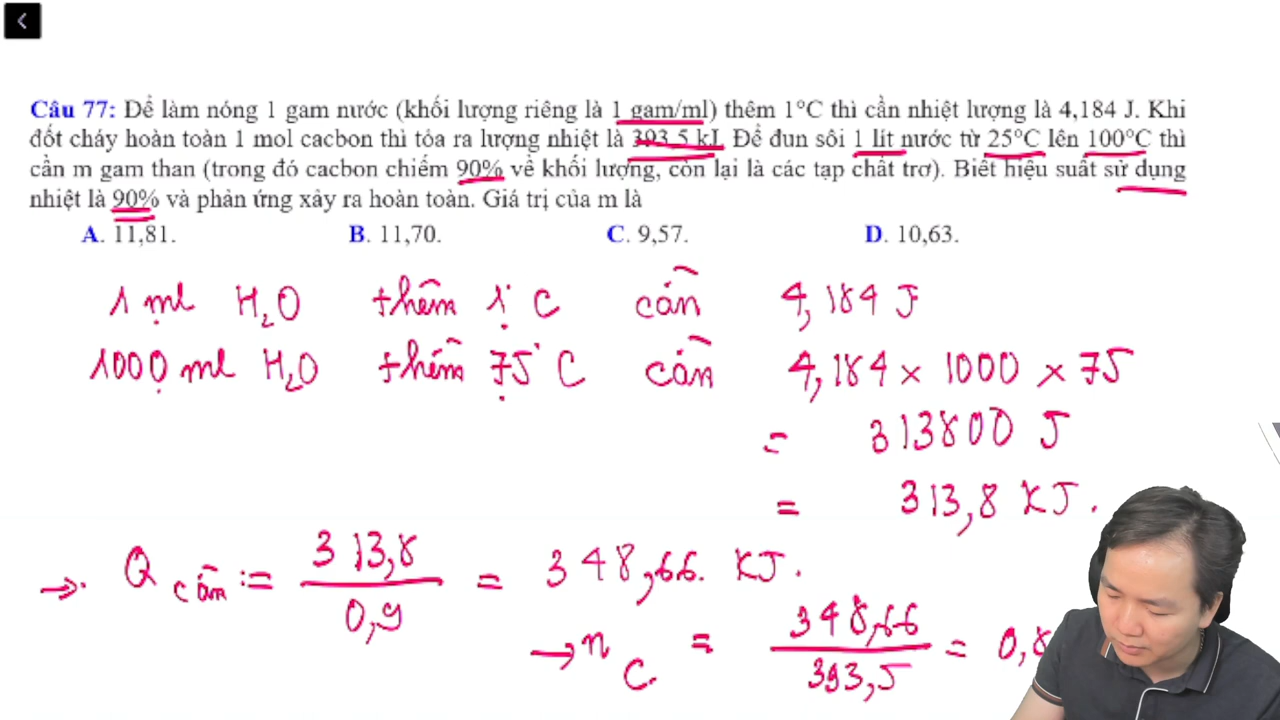 Câu 77: Để làm nóng 1 gam nước (khối lượng riêng là 1 gam/ml) thêm 1°C thì cần nhiệt lượng là 4,184 J. Khi
đốt cháy hoàn toàn 1 mol cacbon thì tỏa ra lượng nhiệt là 393,5 kJ. Để đun sôi 1 lít nước từ 25°C lên 100°C thì
cần m gam than (trong đó cacbon chiếm 90% về khối lượng, còn lại là các tạp chất trơ). Biết hiệu suất sử dụng
nhiệt là 90% và phản ứng xảy ra hoàn toàn. Giá trị của m là
A. 11,81. B. 11,70. C. 9,57. D. 10,63.
1 ml H₂O thêm 1°C cần 4,184 J
1000 ml H₂O thêm 75°C cần 4,184 × 1000 × 75
= 313800 J
= 313,8 KJ.
→ Q cần = 313,8 / 0,9 = 348,66 KJ.
→ n C = 348,66 / 393,5 = 0,8